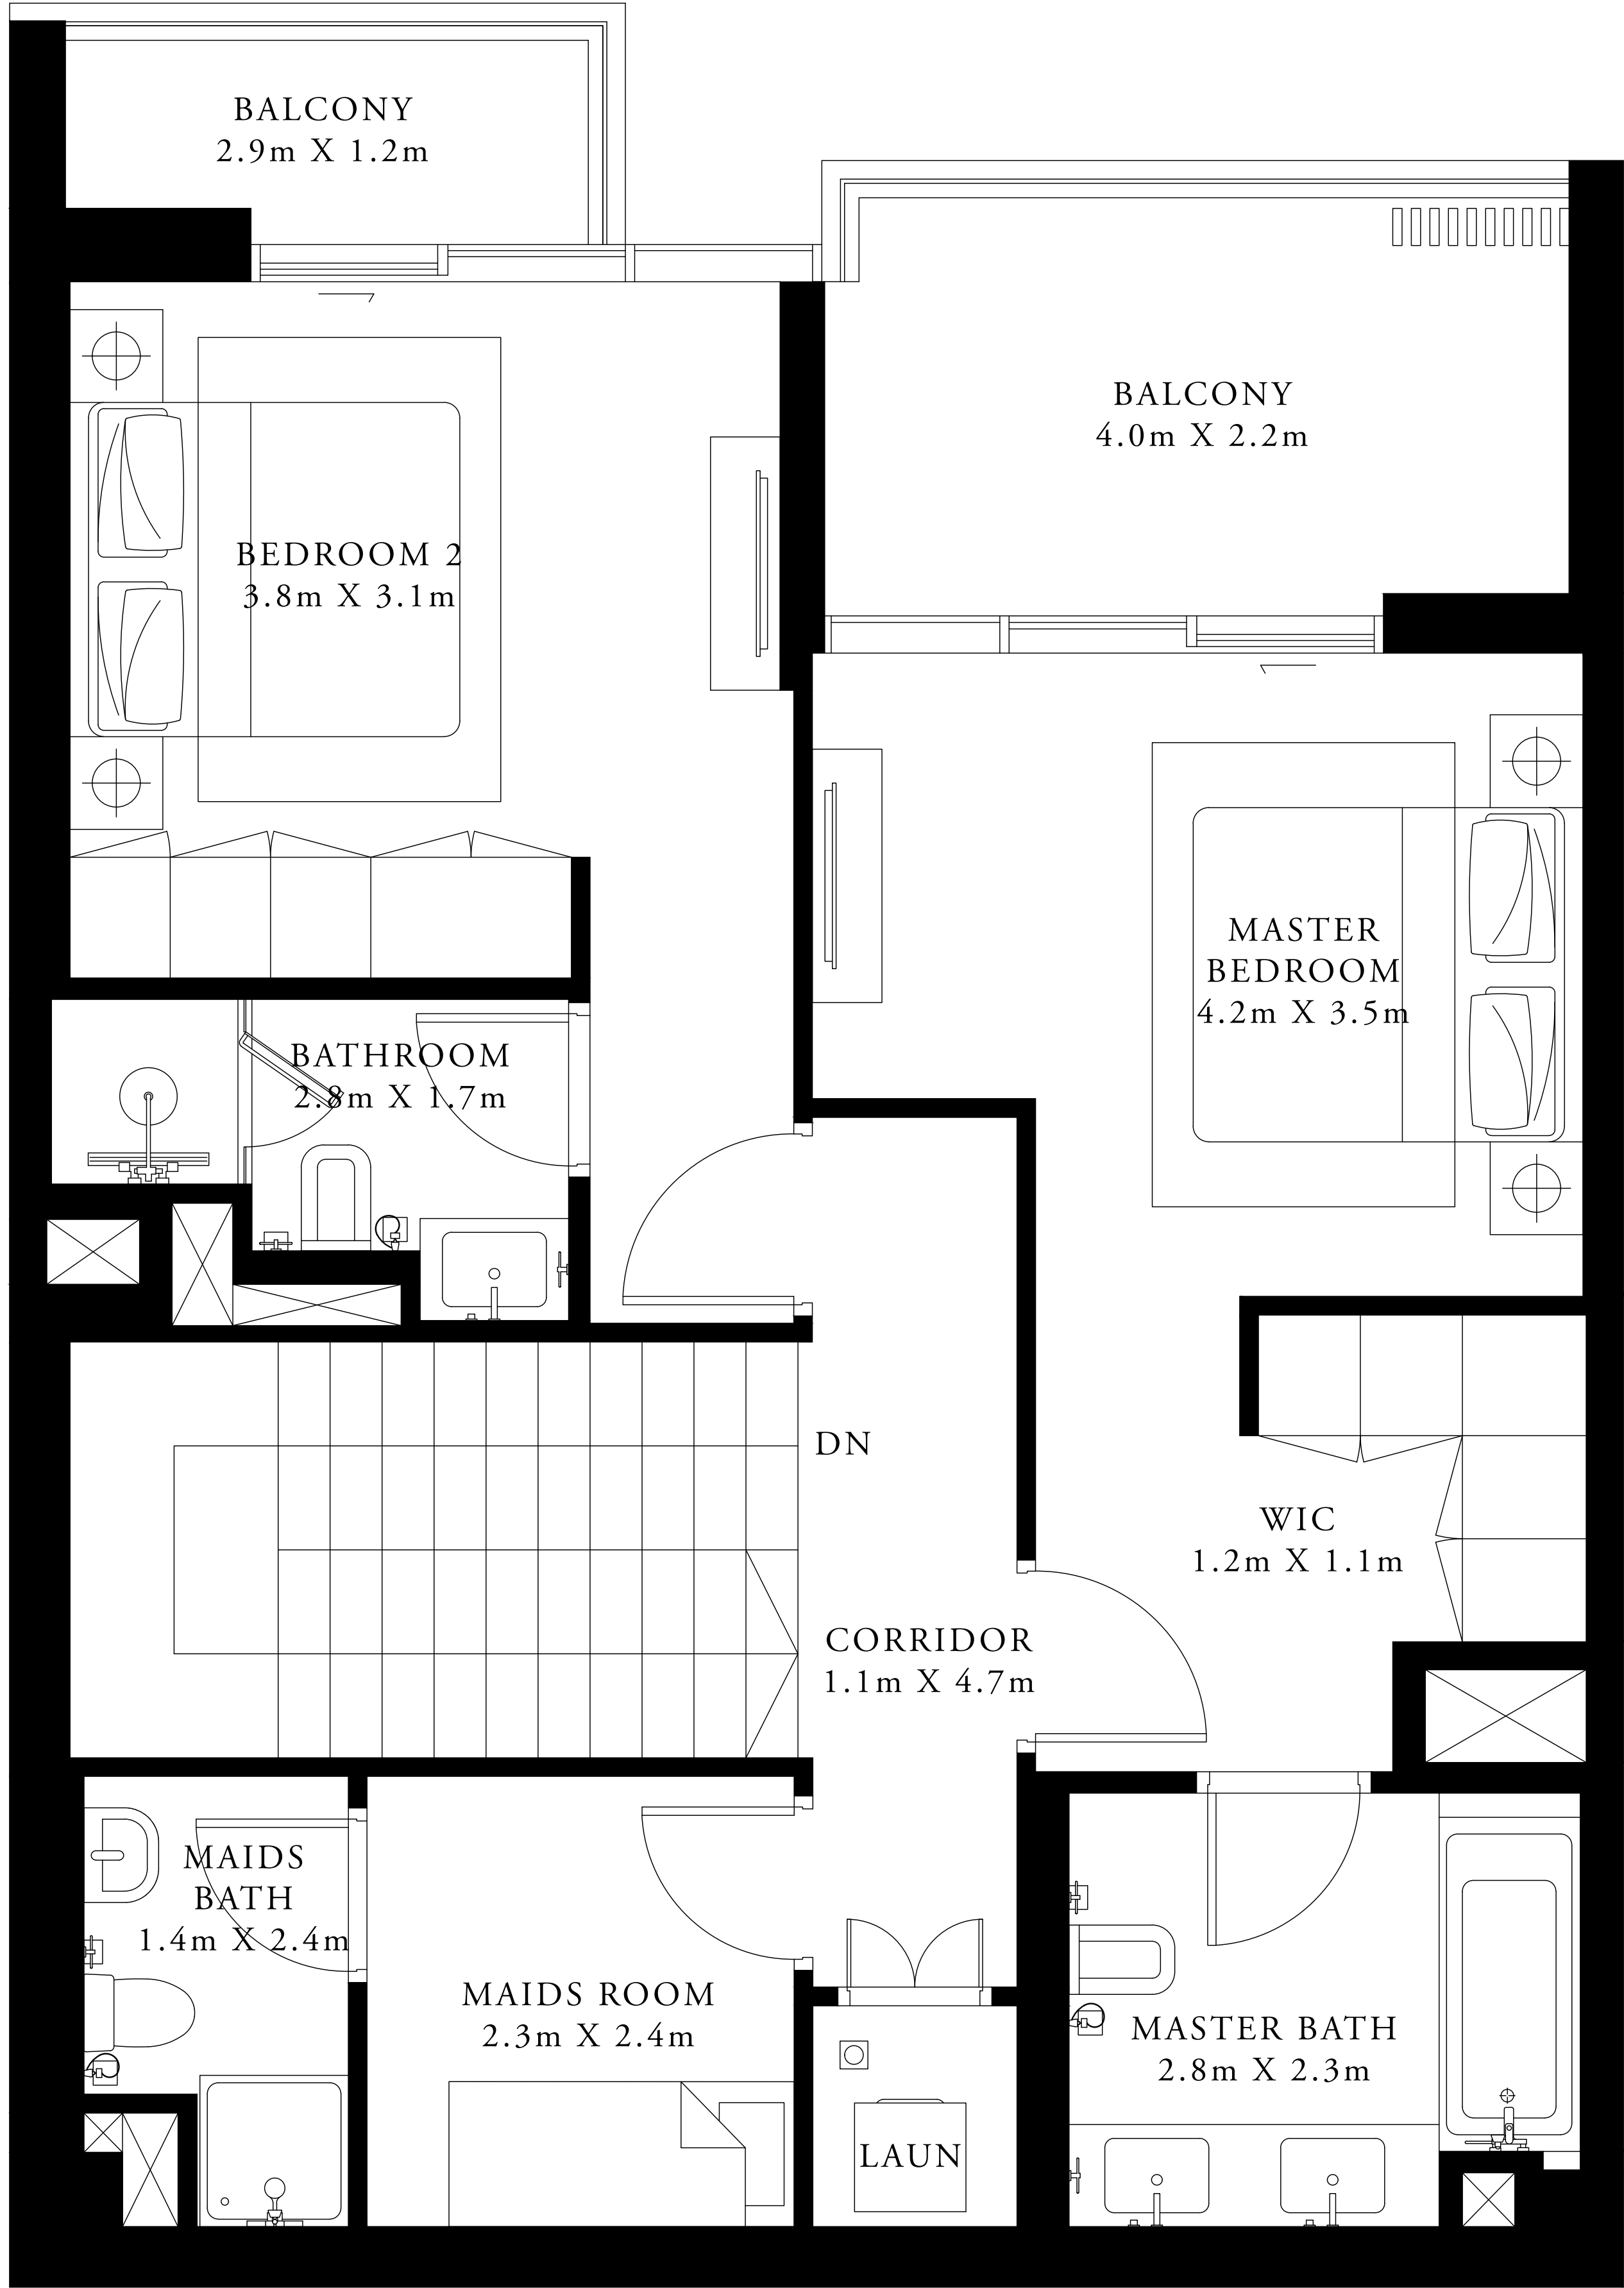 BALCONY
2.9m X 1.2m
BALCONY
4.0m X 2.2m
BEDROOM 2
3.8m X 3.1m
MASTER
BEDROOM
4.2m X 3.5m
BATHROOM
2.8m X 1.7m
DN
WIC
1.2m X 1.1m
CORRIDOR
1.1m X 4.7m
MAIDS
BATH
1.4m X 2.4m
MAIDS ROOM
2.3m X 2.4m
MASTER BATH
2.8m X 2.3m
LAUN